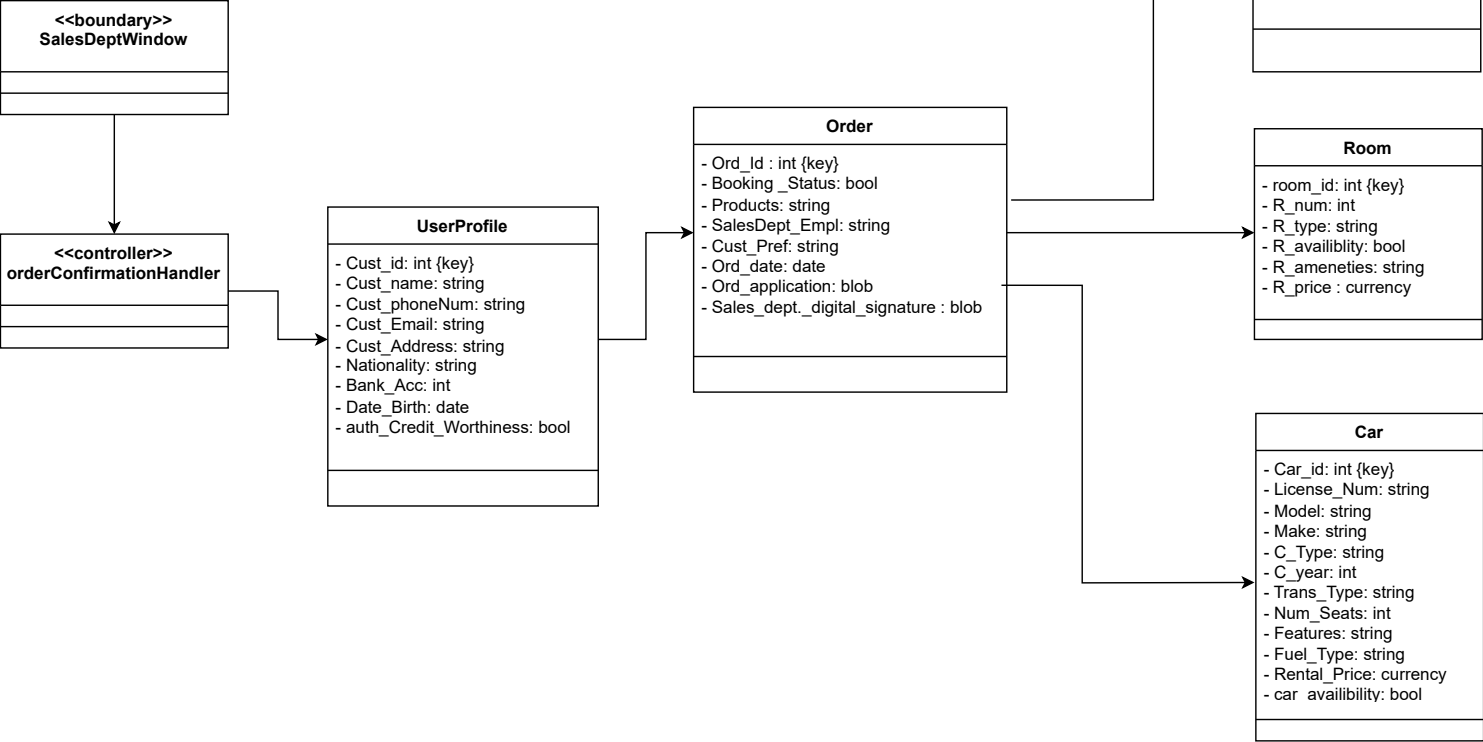 <<boundary>>
SalesDeptWindow
<<controller>>
orderConfirmationHandler
UserProfile
- Cust_id: int {key}
- Cust_name: string
- Cust_phoneNum: string
- Cust_Email: string
- Cust_Address: string
- Nationality: string
- Bank_Acc: int
- Date_Birth: date
- auth_Credit_Worthiness: bool
Order
- Ord_Id : int {key}
- Booking _Status: bool
- Products: string
- SalesDept_Empl: string
- Cust_Pref: string
- Ord_date: date
- Ord_application: blob
- Sales_dept._digital_signature : blob
Room
- room_id: int {key}
- R_num: int
- R_type: string
- R_availiblity: bool
- R_ameneties: string
- R_price : currency
Car
- Car_id: int {key}
- License_Num: string
- Model: string
- Make: string
- C_Type: string
- C_year: int
- Trans_Type: string
- Num_Seats: int
- Features: string
- Fuel_Type: string
- Rental_Price: currency
- car_availibility: bool